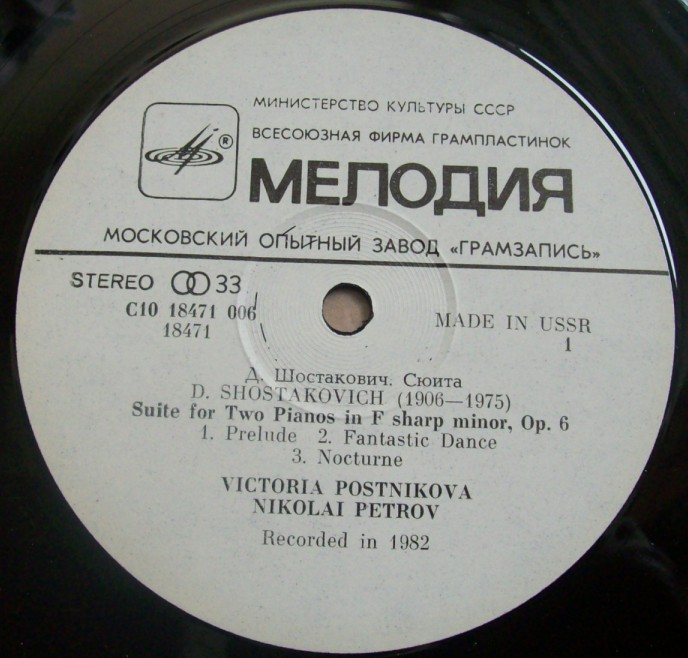 МИНИСТЕРСТВО КУЛЬТУРЫ СССР
ВСЕСОЮЗНАЯ ФИРМА ГРАМПЛАСТИНОК
®
МЕЛОДИЯ
МОСКОВСКИЙ ОПЫТНЫЙ ЗАВОД «ГРАМЗАПИСЬ»
STEREO 33
С10 18471 006
18471
MADE IN USSR
1
Д. Шостакович. Сюита
D. SHOSTAKOVICH (1906—1975)
Suite for Two Pianos in F sharp minor, Op. 6
1. Prelude 2. Fantastic Dance
3. Nocturne
VICTORIA POSTNIKOVA
NIKOLAI PETROV
Recorded in 1982